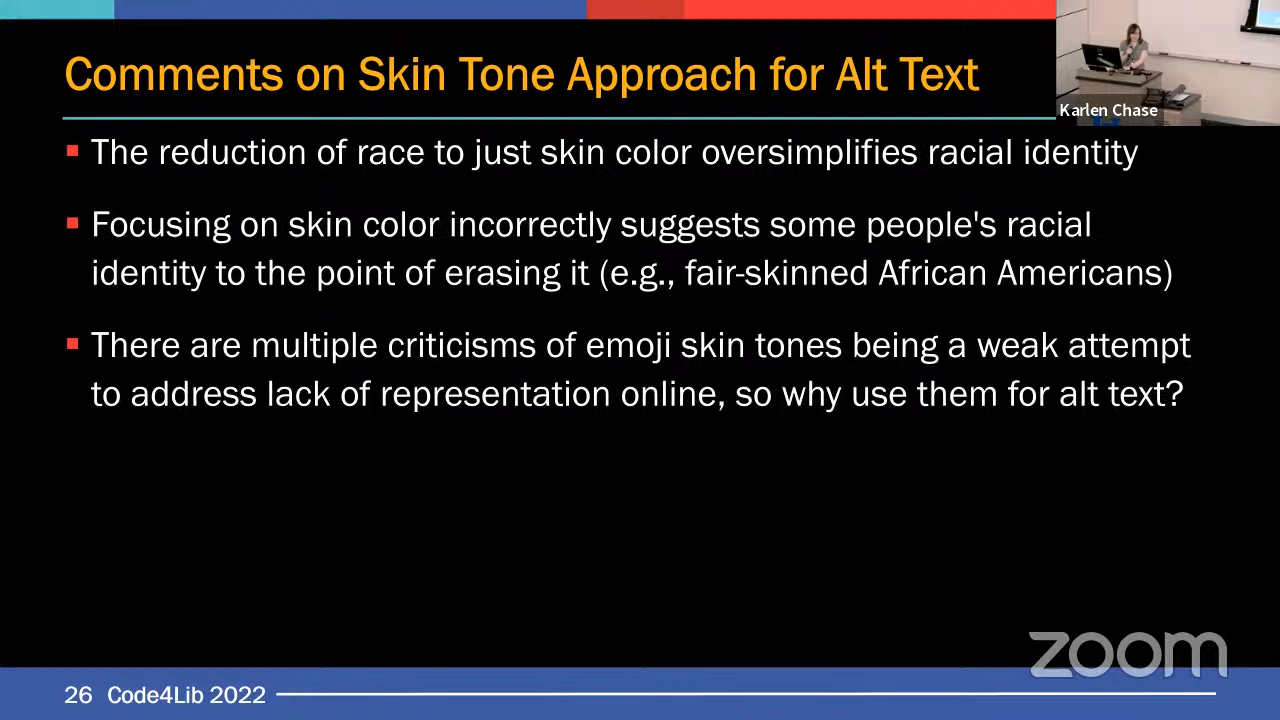 Comments on Skin Tone Approach for Alt Text
Karlen Chase
▪ The reduction of race to just skin color oversimplifies racial identity
▪ Focusing on skin color incorrectly suggests some people's racial
identity to the point of erasing it (e.g., fair-skinned African Americans)
▪ There are multiple criticisms of emoji skin tones being a weak attempt
to address lack of representation online, so why use them for alt text?
zoom
26 Code4Lib 2022